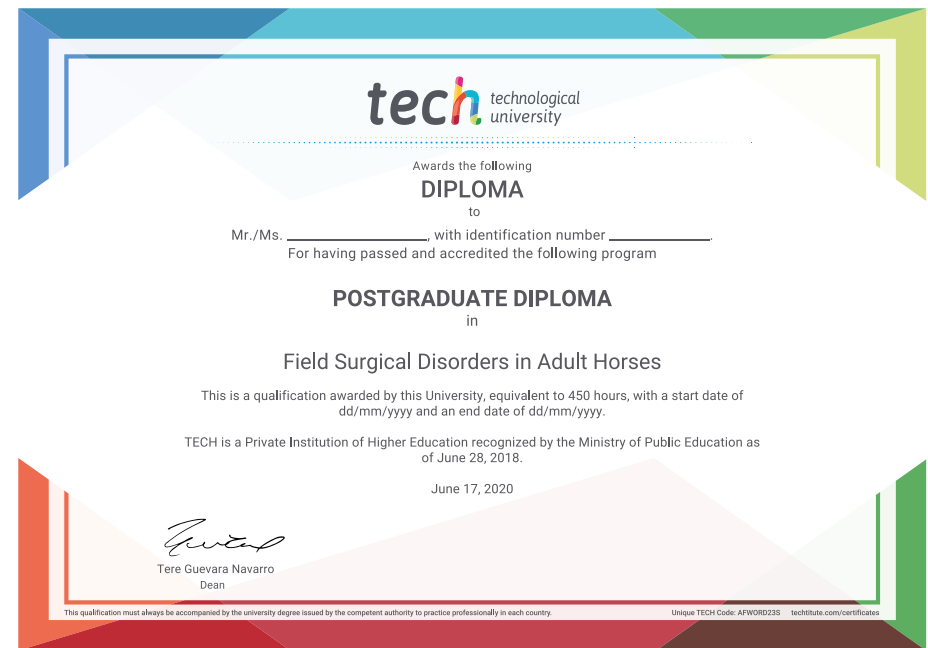 tech technological
university
Awards the following
DIPLOMA
to
Mr./Ms. ____________________, with identification number ______________.
For having passed and accredited the following program
POSTGRADUATE DIPLOMA
in
Field Surgical Disorders in Adult Horses
This is a qualification awarded by this University, equivalent to 450 hours, with a start date of
dd/mm/yyyy and an end date of dd/mm/yyyy.
TECH is a Private Institution of Higher Education recognized by the Ministry of Public Education as
of June 28, 2018.
June 17, 2020
Tere Guevara Navarro
Dean
This qualification must always be accompanied by the university degree issued by the competent authority to practice professionally in each country.
Unique TECH Code: AFWORD23S techtitute.com/certificates